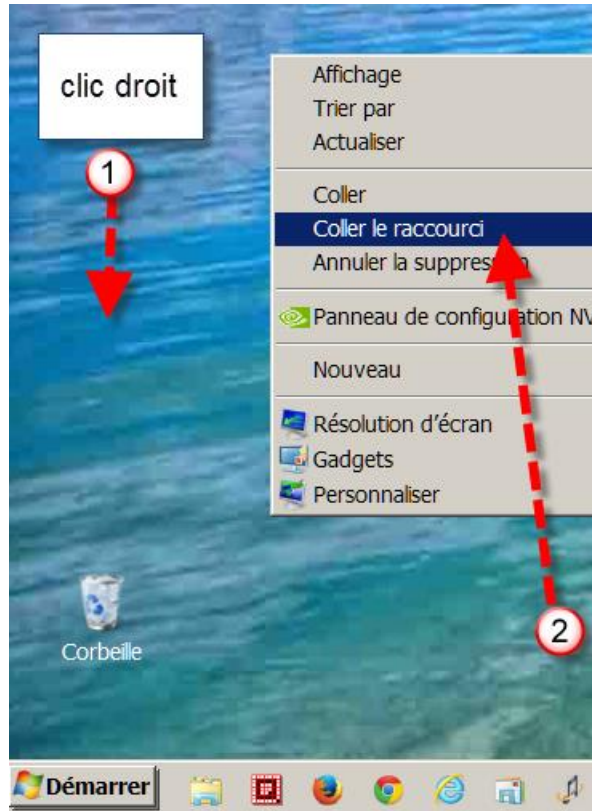 clic droit
1
Affichage
Trier par
Actualiser
Coller
Coller le raccourci
Annuler la
Panneau de configuration NV
Nouveau
Résolution d'écran
Gadgets
Personnaliser
2
Corbeille
Démarrer